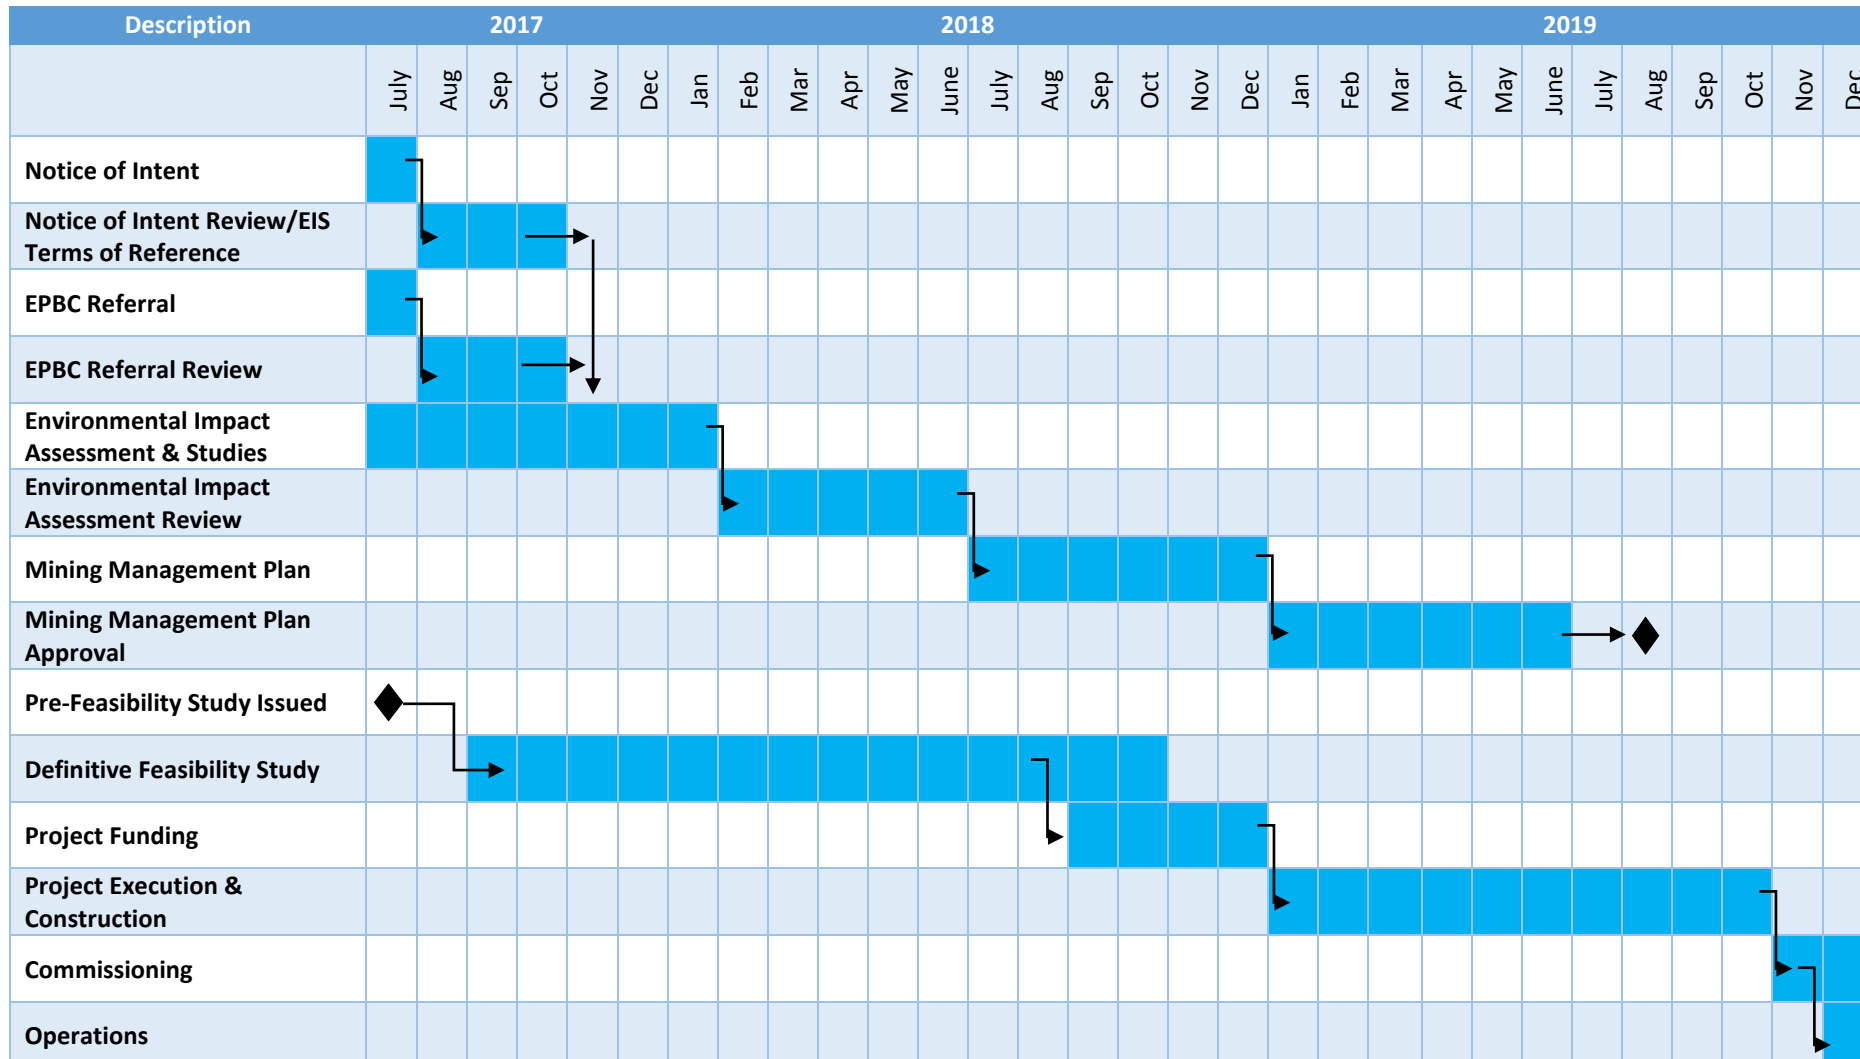 Description 2017 2018 2019
July Aug Sep Oct Nov Dec Jan Feb Mar Apr May June July Aug Sep Oct Nov Dec Jan Feb Mar Apr May June July Aug Sep Oct Nov Dec
Notice of Intent
Notice of Intent Review/EIS
Terms of Reference
EPBC Referral
EPBC Referral Review
Environmental Impact
Assessment & Studies
Environmental Impact
Assessment Review
Mining Management Plan
Mining Management Plan
Approval
Pre-Feasibility Study Issued
Definitive Feasibility Study
Project Funding
Project Execution &
Construction
Commissioning
Operations